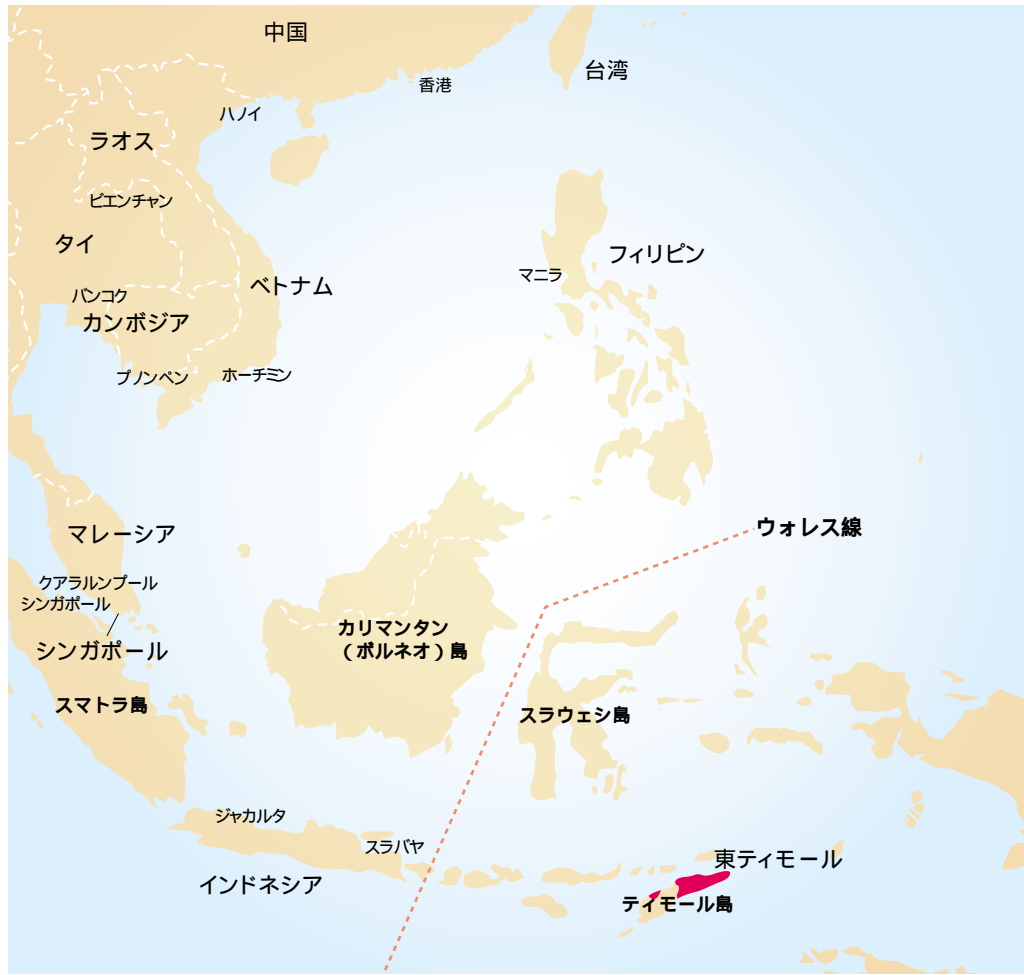 中国
台湾
香港
ハノイ
ラオス
ビエンチャン
タイ
フィリピン
マニラ
ベトナム
バンコク
カンボジア
プノンペン
ホーチミン
ウォレス線
マレーシア
クアラルンプール
シンガポール
シンガポール
カリマンタン
（ボルネオ）島
スマトラ島
スラウェシ島
ジャカルタ
スラバヤ
東ティモール
インドネシア
ティモール島